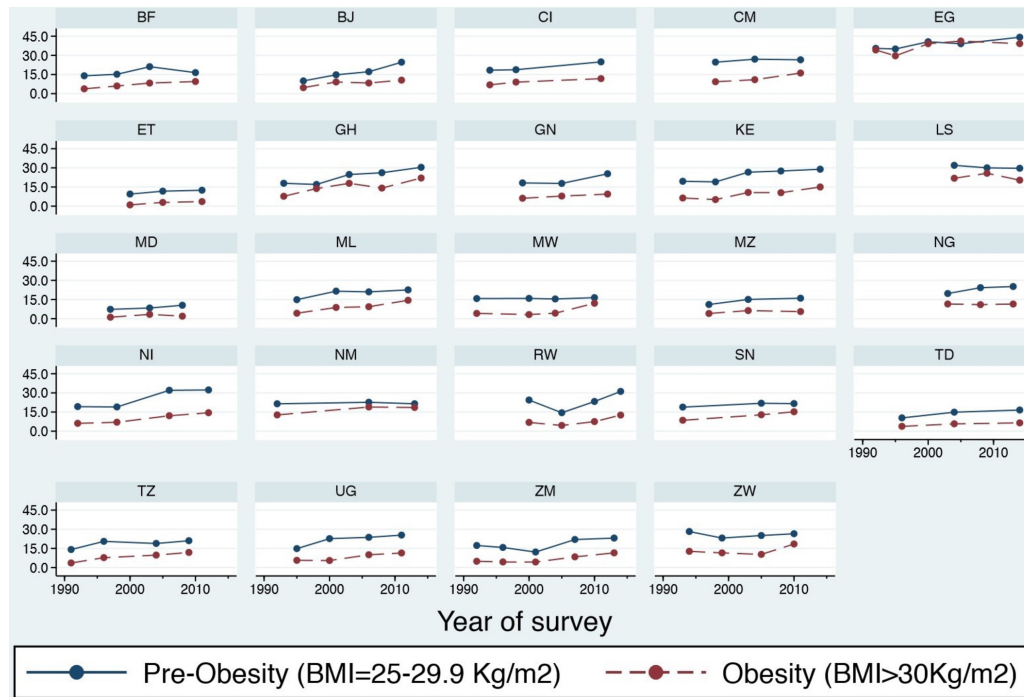 BF BJ CI CM EG
45.0
30.0
15.0
0.0
ET GH GN KE LS
45.0
30.0
15.0
0.0
MD ML MW MZ NG
45.0
30.0
15.0
0.0
NI NM RW SN TD
45.0
30.0
15.0
0.0
1990 2000 2010
TZ UG ZM ZW
45.0
30.0
15.0
0.0
1990 2000 2010 1990 2000 2010 1990 2000 2010 1990 2000 2010
Year of survey
Pre-Obesity (BMI=25-29.9 Kg/m2) Obesity (BMI>30Kg/m2)